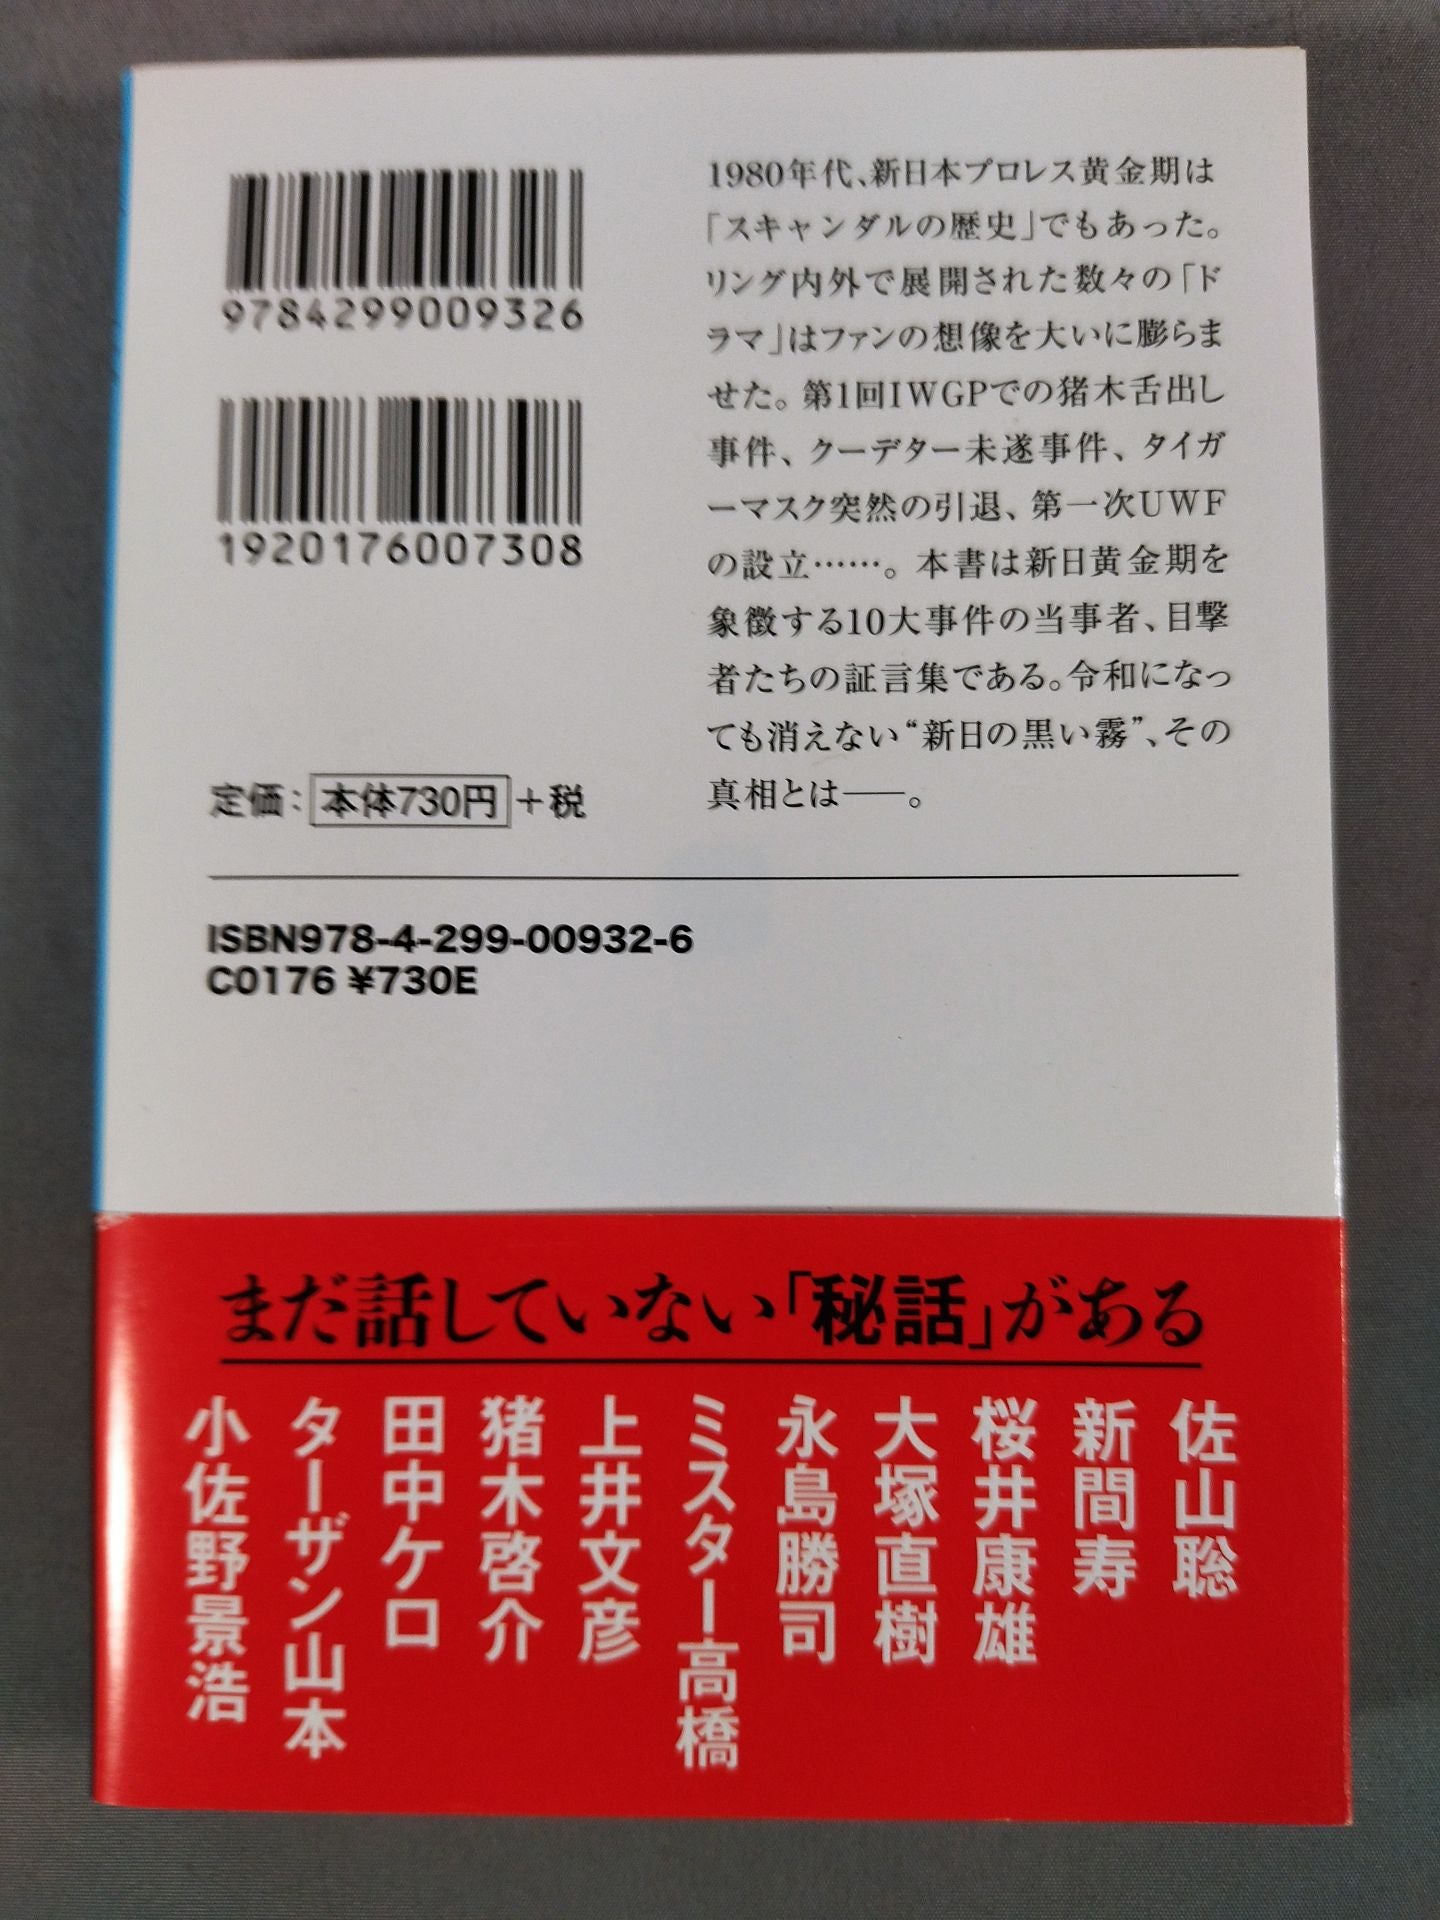 9784299009326
1920176007308
定価：本体730円+税
1980年代、新日本プロレス黄金期は
「スキャンダルの歴史」でもあった。
リング内外で展開された数々の「ド
ラマ」はファンの想像を大いに膨らま
せた。第1回IWGPでの猪木舌出し
事件、クーデター未遂事件、タイガ
ーマスク突然の引退、第一次UWF
の設立……。本書は新日黄金期を
象徴する10大事件の当事者、目撃
者たちの証言集である。令和になっ
ても消えない“新日の黒い霧”、その
真相とは――。
ISBN978-4-299-00932-6
C0176 ¥730E
まだ話していない「秘話」がある
佐山聡
新間寿
桜井康雄
大塚直樹
永島勝司
ミスター高橋
上井文彦
猪木啓介
田中ケロ
ターザン山本
小佐野景浩